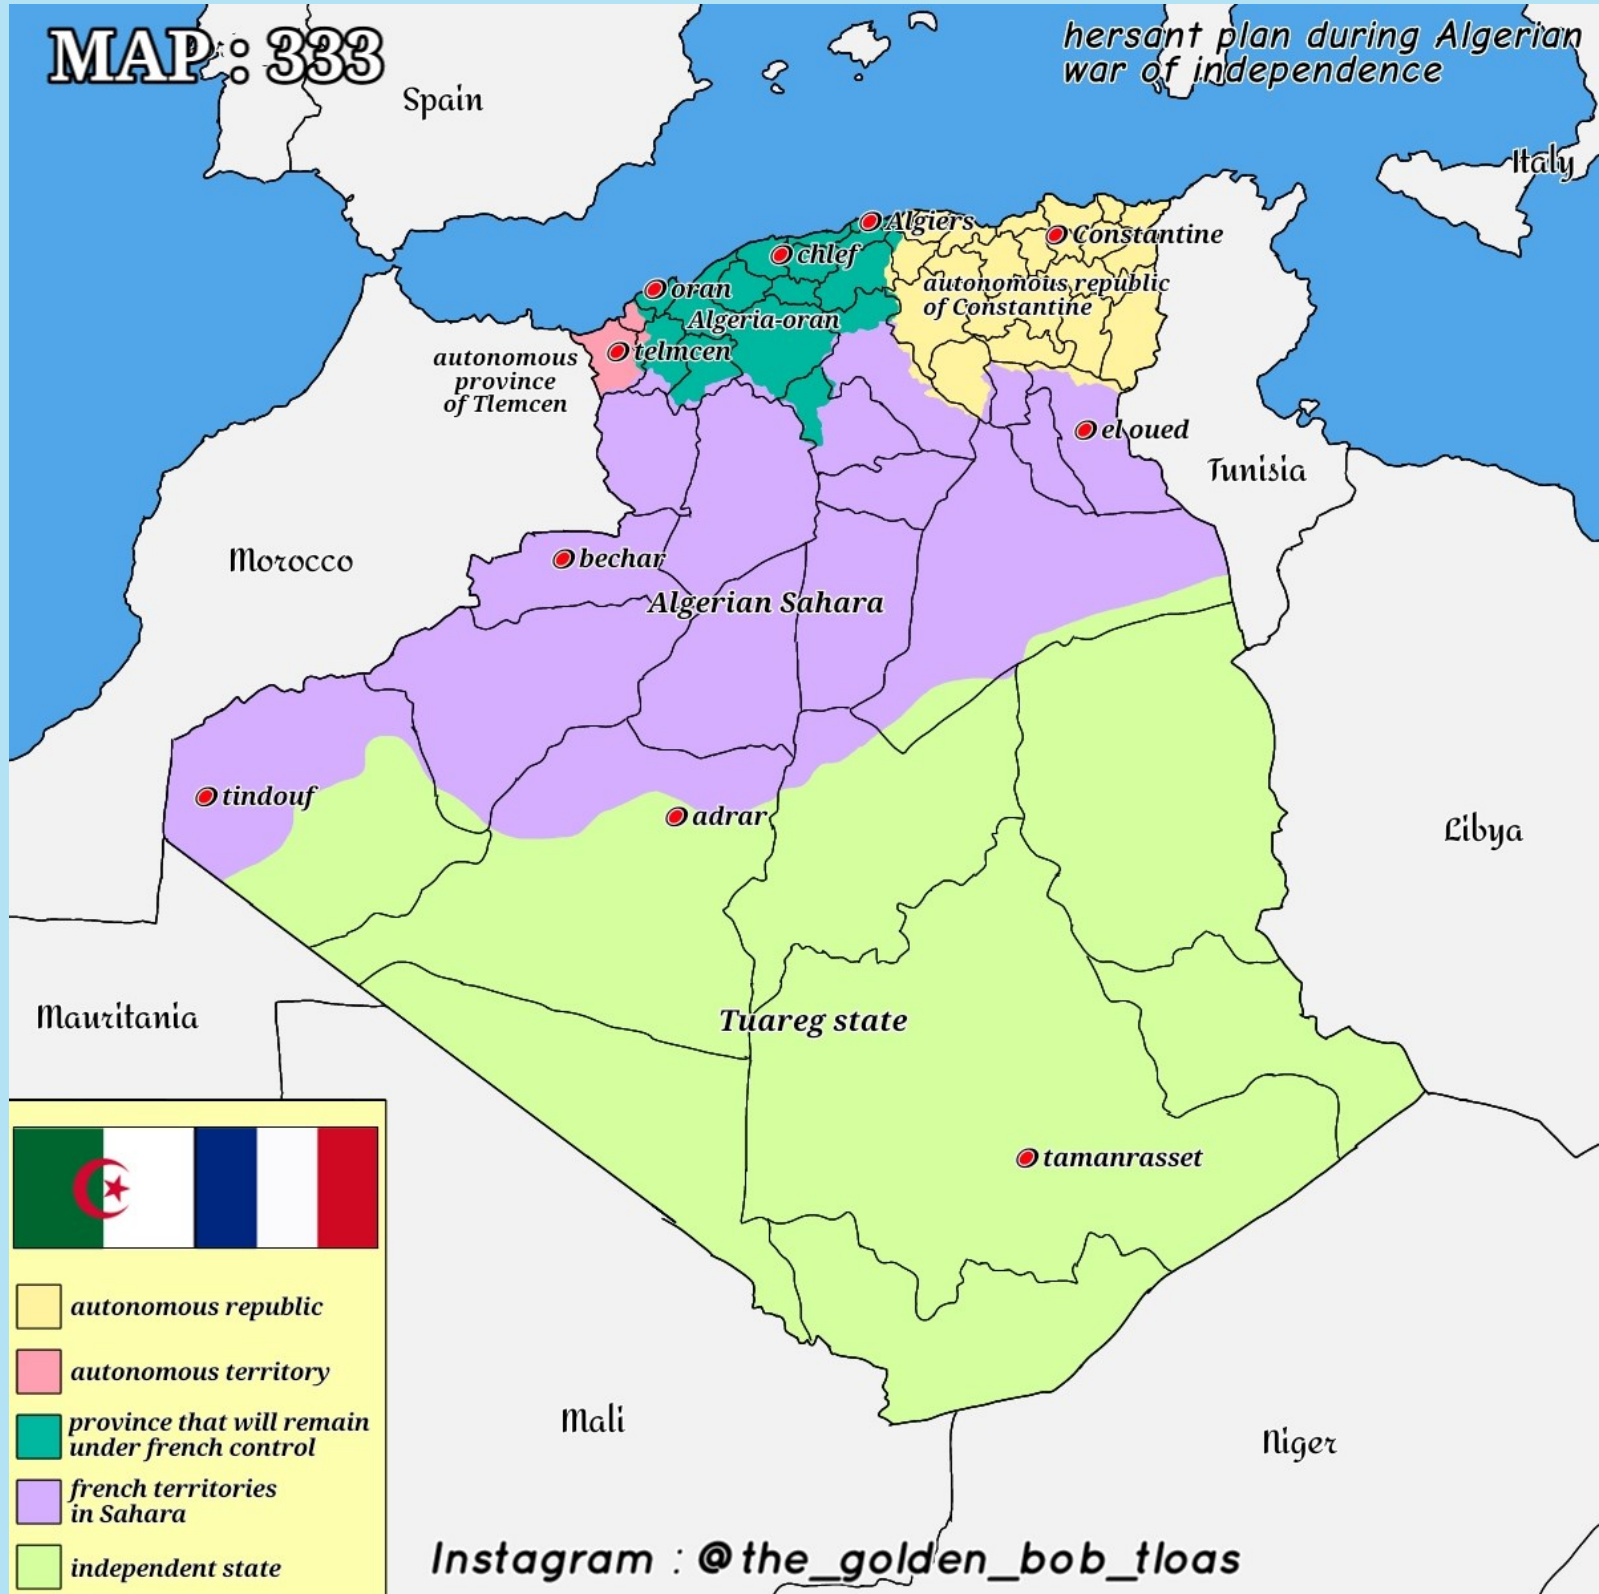 MAP : 333
hersant plan during Algerian
war of independence
Spain
Italy
Algiers
Constantine
chlef
oran
autonomous republic
of Constantine
Algeria-oran
telmcen
autonomous
province
of Tlemcen
el oued
Tunisia
Morocco
bechar
Algerian Sahara
tindouf
adrar
Libya
Mauritania
Tuareg state
tamanrasset
autonomous republic
autonomous territory
province that will remain
under french control
french territories
in Sahara
independent state
Mali
Niger
Instagram : @the_golden_bob_tloas